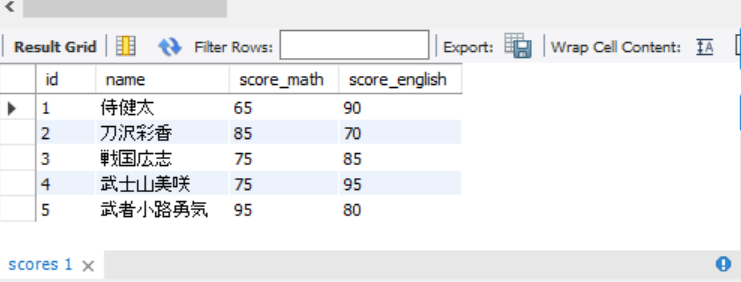 Result Grid Filter Rows: Export: Wrap Cell Content: IA
id name score_math score_english
1 侍健太 65 90
2 刀沢彩香 85 70
3 戦国広志 75 85
4 武士山美咲 75 95
5 武者小路勇気 95 80
scores 1